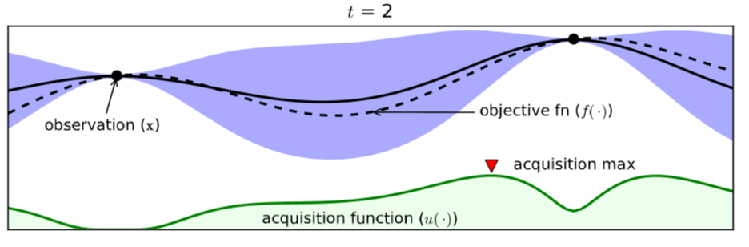 t = 2
observation (x)
objective fn (f(·))
acquisition max
acquisition function (u(·))